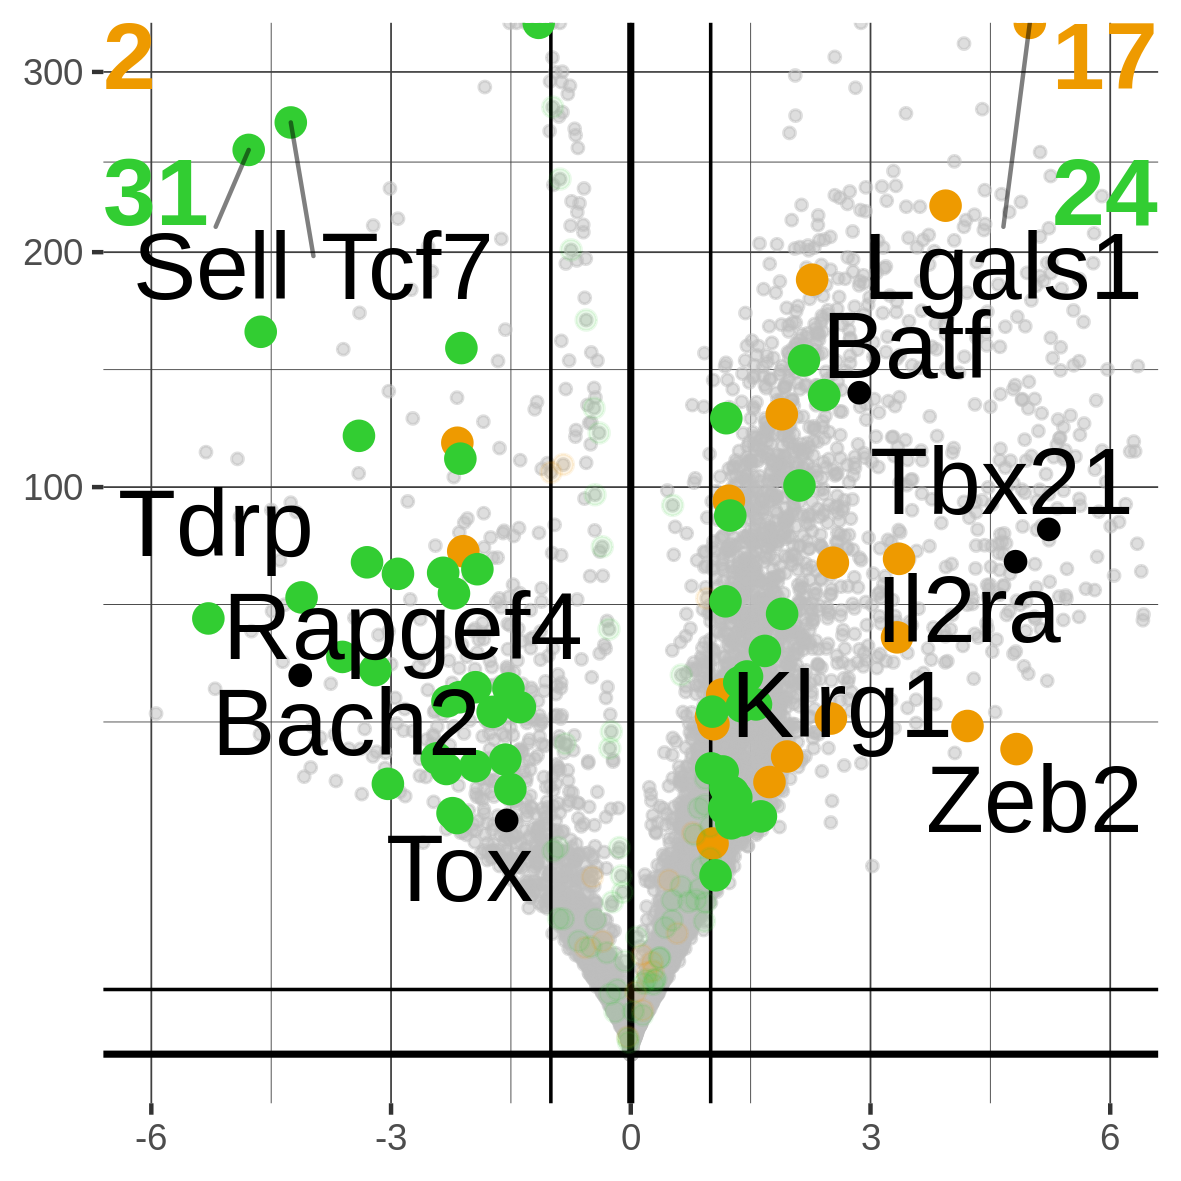 300
2
17
31
24
200
Sell
Tcf7
Lgals1
Batf
100
Tbx21
Tdrp
Rapgef4
Il2ra
Bach2
Klrg1
Zeb2
Tox
-6
-3
0
3
6